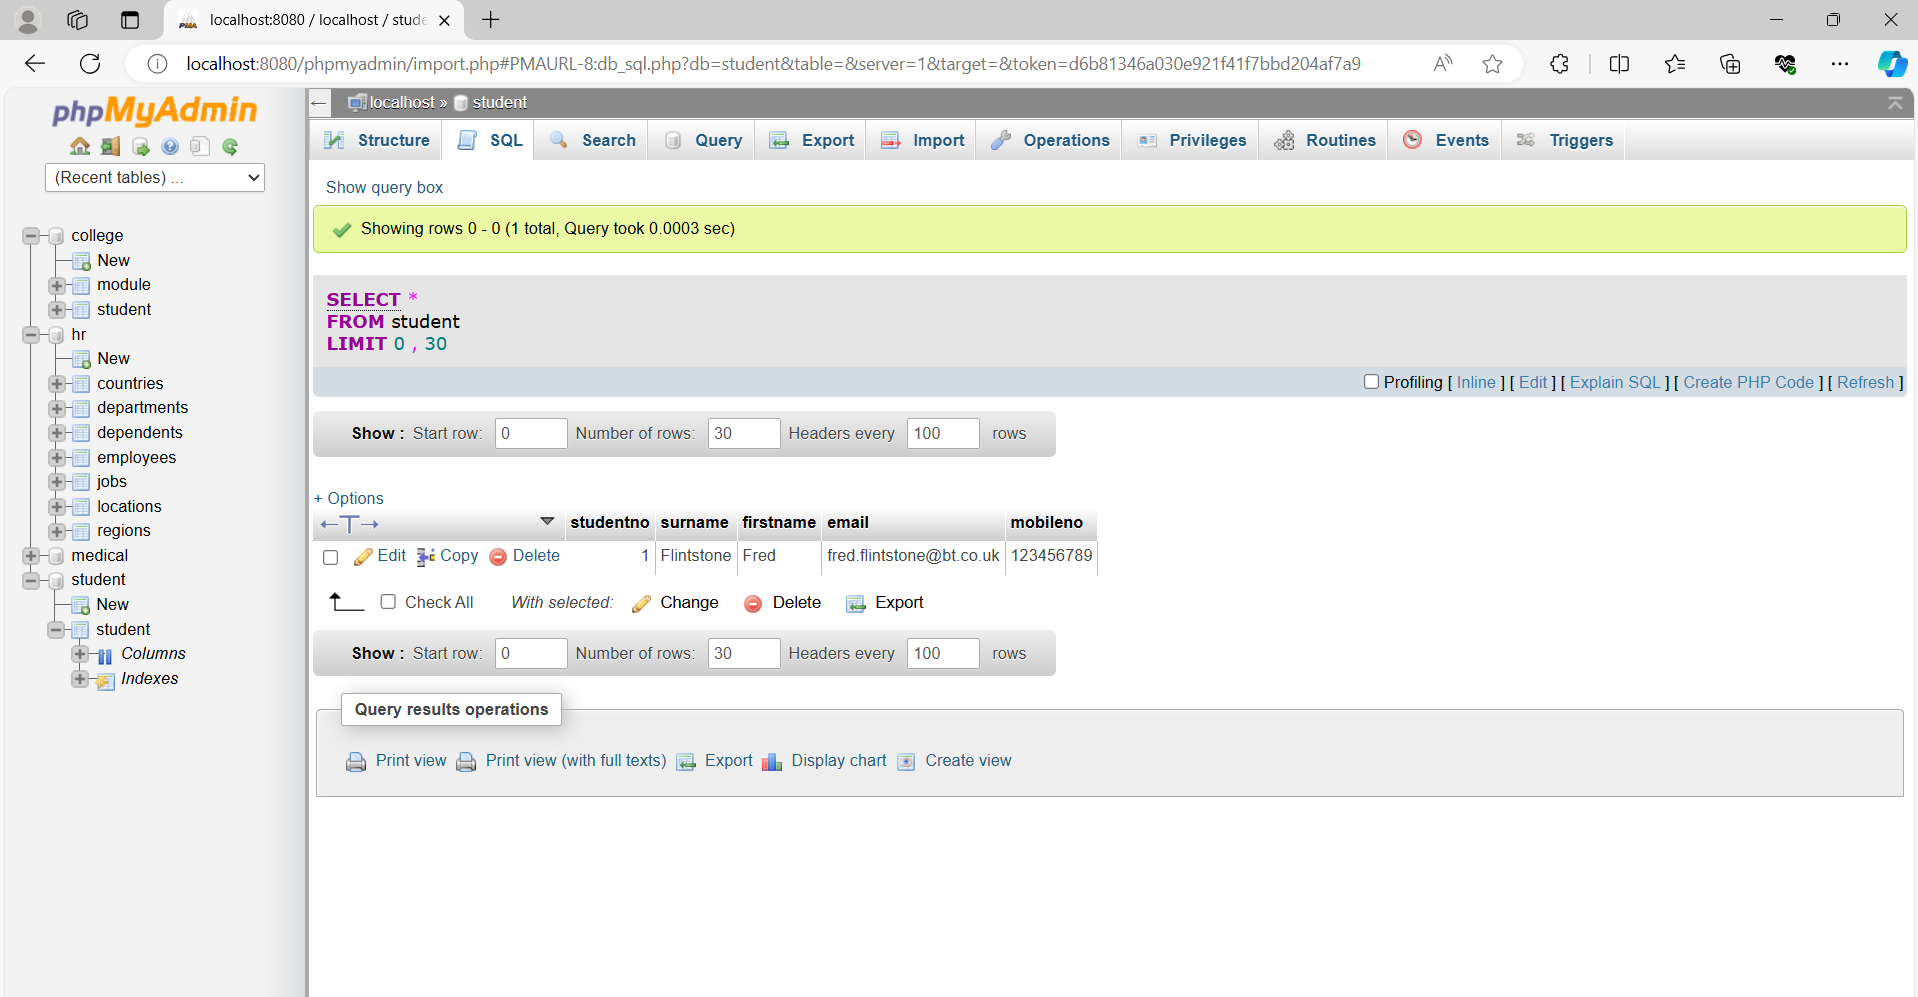 localhost:8080 / localhost / stude
localhost:8080/phpmyadmin/import.php#PMAURL-8:db_sql.php?db=student&table=&server=1&target=&token=d6b81346a030e921f41f7bbd204af7a9
phpMyAdmin
(Recent tables) ...
college
New
module
student
hr
New
countries
departments
dependents
employees
jobs
locations
regions
medical
student
New
student
Columns
Indexes
localhost » student
Structure SQL Search Query Export Import Operations Privileges Routines Events Triggers
Show query box
Showing rows 0 - 0 (1 total, Query took 0.0003 sec)
SELECT *
FROM student
LIMIT 0 , 30
Profiling [ Inline ] [ Edit ] [ Explain SQL ] [ Create PHP Code ] [ Refresh ]
Show : Start row: 0 Number of rows: 30 Headers every 100 rows
+ Options
←T→ studentno surname firstname email mobileno
Edit Copy Delete 1 Flintstone Fred fred.flintstone@bt.co.uk 123456789
Check All With selected: Change Delete Export
Show : Start row: 0 Number of rows: 30 Headers every 100 rows
Query results operations
Print view Print view (with full texts) Export Display chart Create view